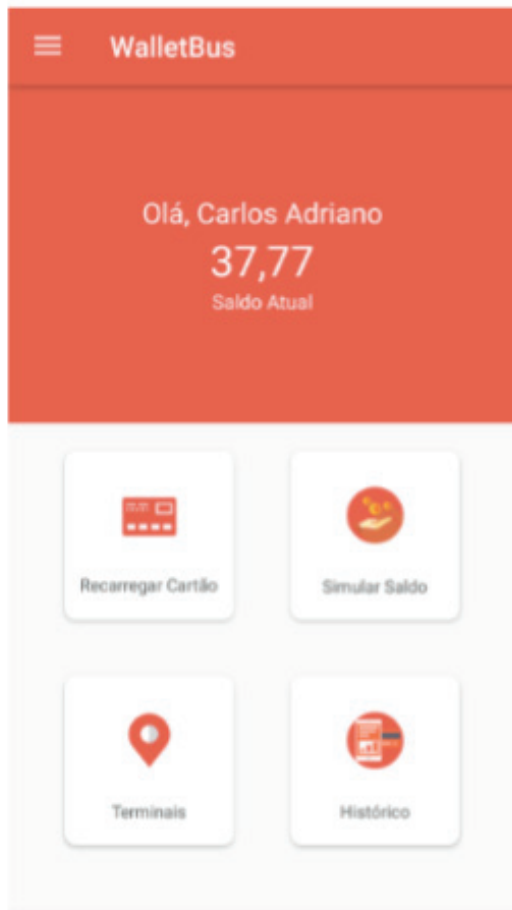 WalletBus
Olá, Carlos Adriano
37,77
Saldo Atual
Recarregar Cartão
Simular Saldo
Terminais
Histórico